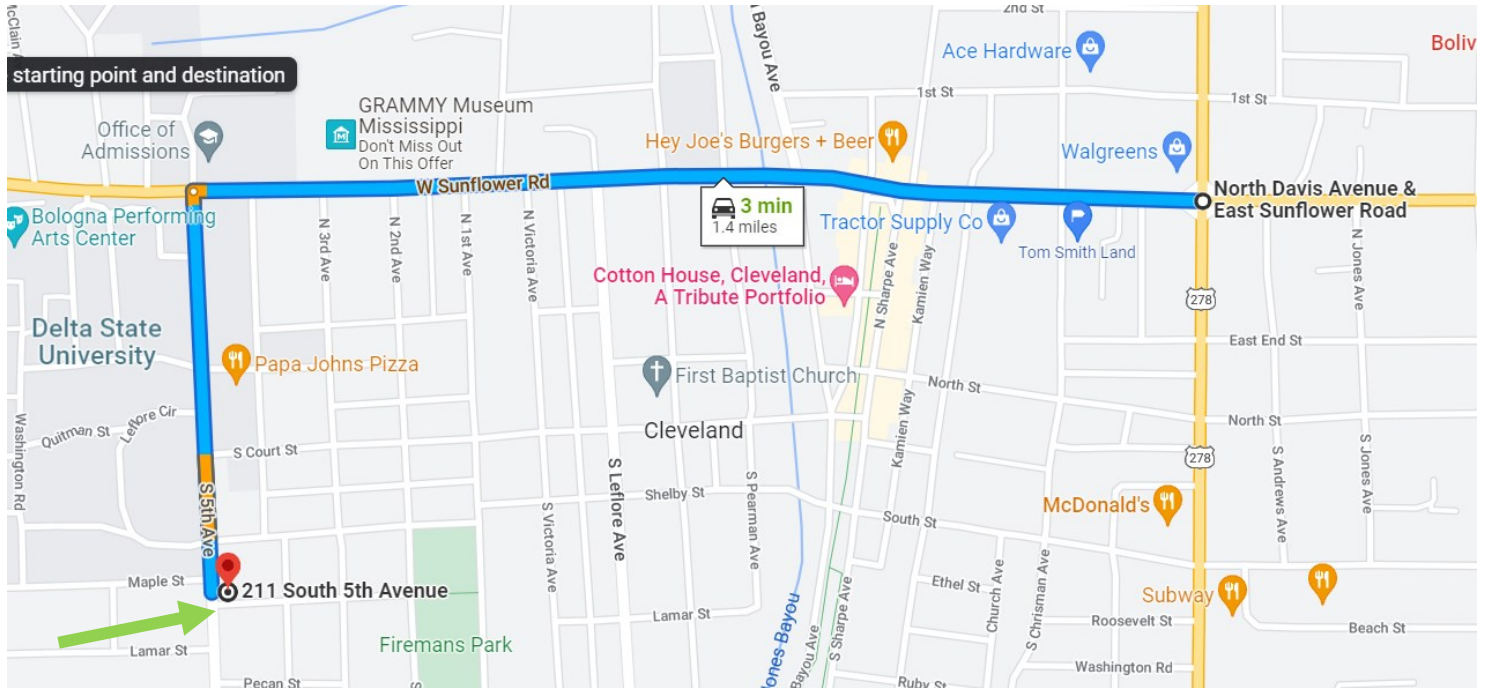 2nd St
McClain A
Bayou Ave
Ace Hardware
Boliv
starting point and destination
GRAMMY Museum
Mississippi
Don't Miss Out
On This Offer
1st St
1st St
Office of
Admissions
Hey Joe's Burgers + Beer
Walgreens
W Sunflower Rd
North Davis Avenue &
East Sunflower Road
3 min
1.4 miles
Bologna Performing
Arts Center
N 3rd Ave
N 2nd Ave
N 1st Ave
N Victoria Ave
Tractor Supply Co
Tom Smith Land
N Jones Ave
Cotton House, Cleveland,
A Tribute Portfolio
N Sharpe Ave
Kamien Way
278
Delta State
University
East End St
Papa Johns Pizza
First Baptist Church
North St
Leflore Cir
Quitman St
Washington Rd
Cleveland
Kamien Way
North St
S Court St
278
S Leflore Ave
S Andrews Ave
S Jones Ave
S 5th Ave
S Victoria Ave
Shelby St
S Pearman Ave
McDonald's
South St
Maple St
211 South 5th Avenue
Ethel St
Church Ave
S Chrisman Ave
Subway
Lamar St
Jones Bayou
Bayou Ave
S Sharpe Ave
Roosevelt St
Beach St
Lamar St
Firemans Park
Washington Rd
Pecan St
S
Ruby St